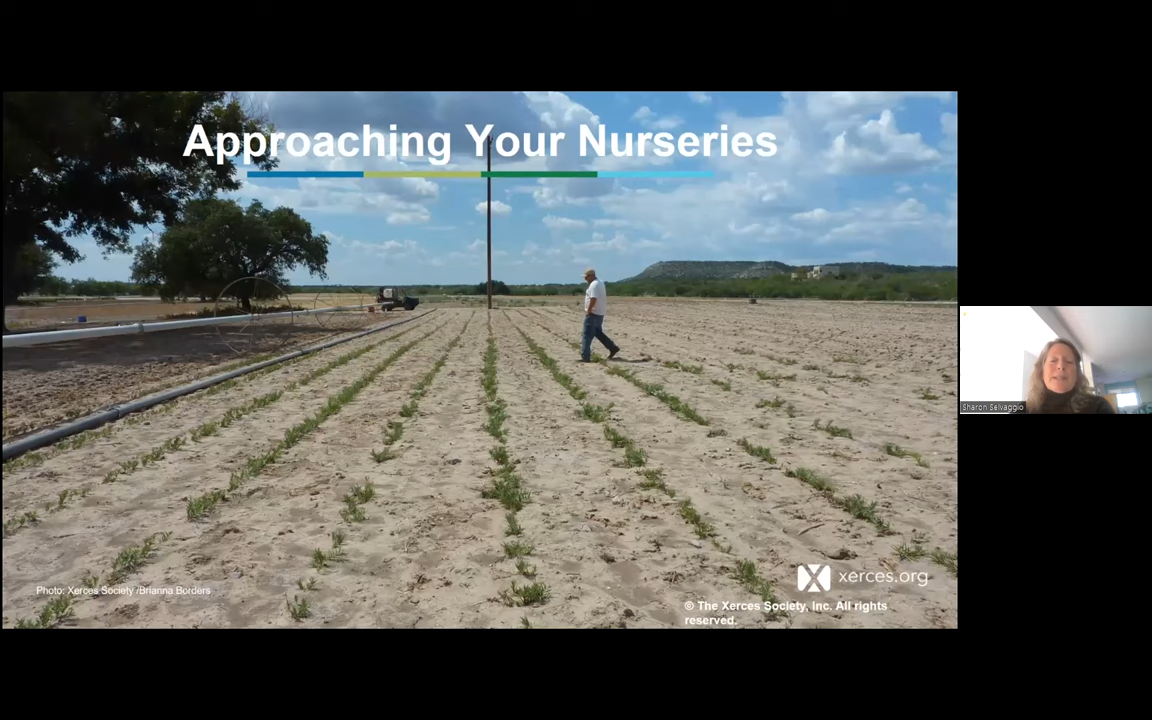 Approaching Your Nurseries
Sharon Selvaggio
Photo: Xerces Society /Brianna Borders
xerces.org
© The Xerces Society, Inc. All rights
reserved.